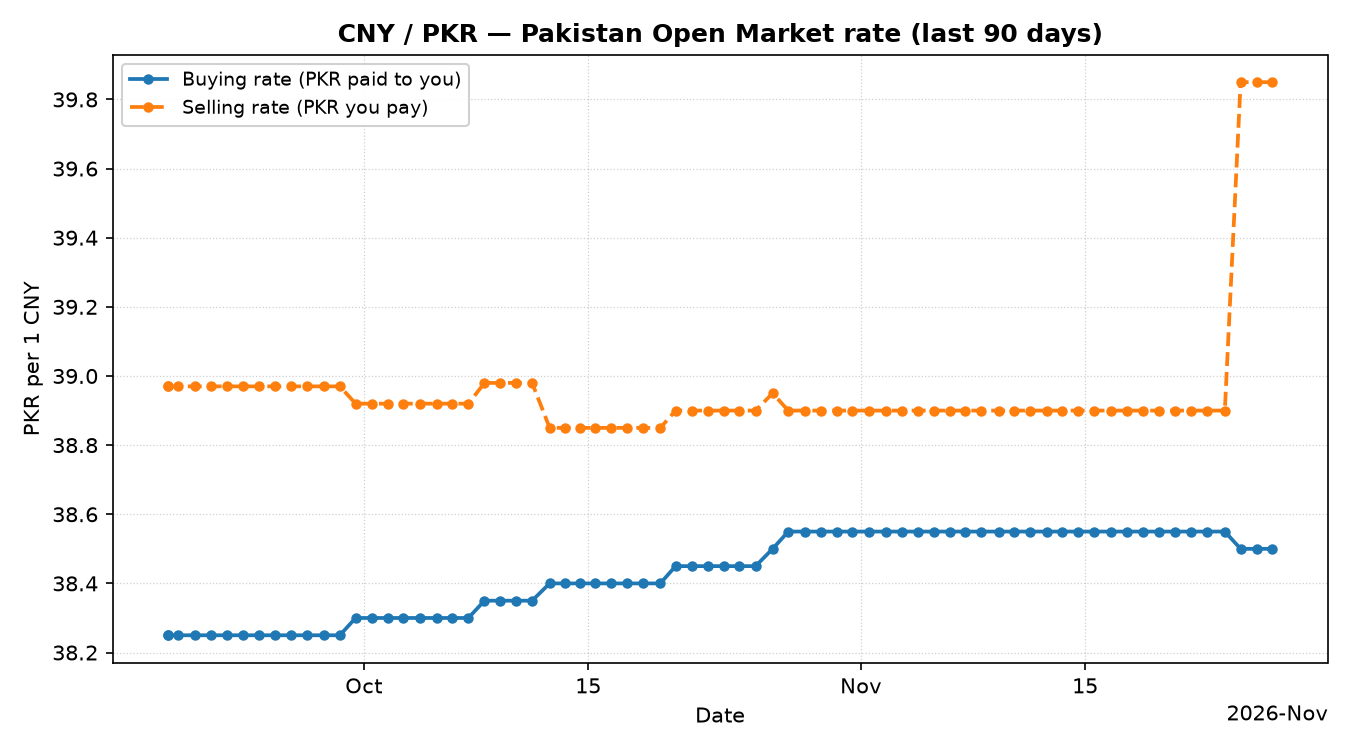 CNY / PKR — Pakistan Open Market rate (last 90 days)
Buying rate (PKR paid to you)
Selling rate (PKR you pay)
PKR per 1 CNY
39.8
39.6
39.4
39.2
39.0
38.8
38.6
38.4
38.2
Oct
15
Nov
15
Date
2026-Nov